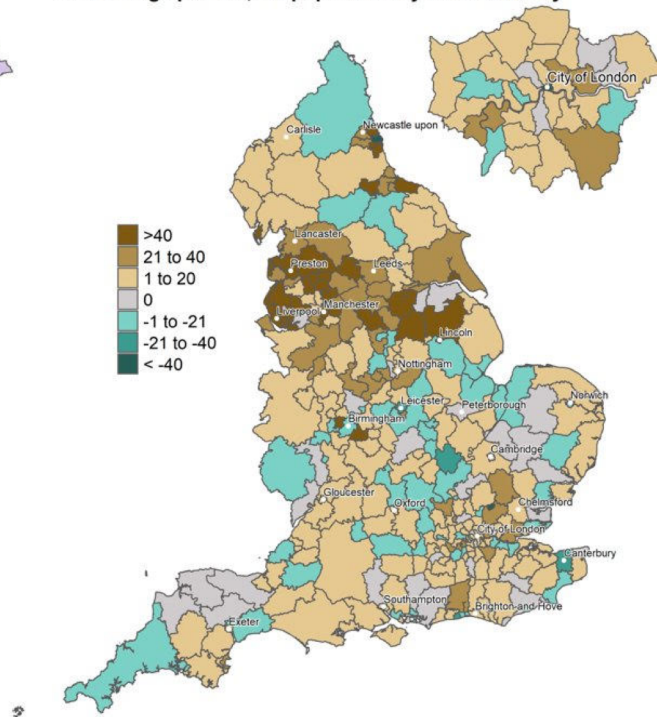 City of London
Carlisle
Newcastle upon T
>40
21 to 40
1 to 20
0
-1 to -21
-21 to -40
< -40
Lancaster
Preston
Leeds
Liverpool
Manchester
Lincoln
Nottingham
Leicester
Peterborough
Norwich
Birmingham
Cambridge
Gloucester
Oxford
Chelmsford
City of London
Canterbury
Southampton
Brighton and Hove
Exeter